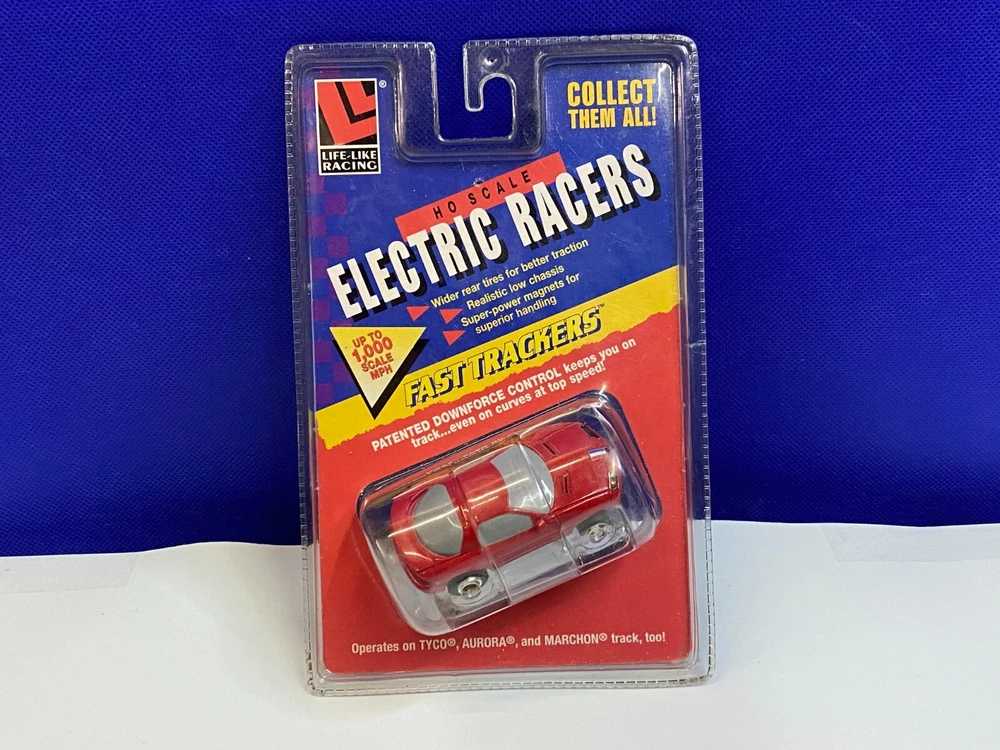 LIFE-LIKE
RACING
®
COLLECT
THEM ALL!
HO SCALE
ELECTRIC RACERS
Wider rear tires for better traction
Realistic low chassis
Super-power magnets for
superior handling
UP TO
1,000
SCALE
MPH
FAST TRACKERS™
PATENTED DOWNFORCE CONTROL keeps you on
track...even on curves at top speed!
Operates on TYCO®, AURORA®, and MARCHON® track, too!